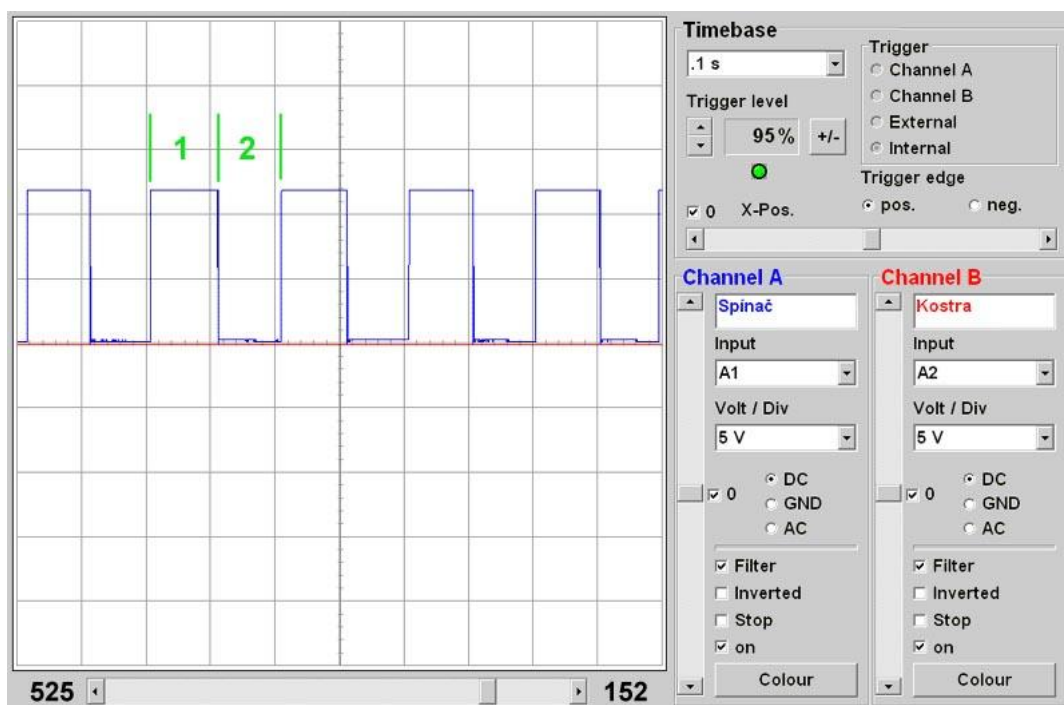 1 2
525 152
Timebase
.1 s
Trigger level
95% +/-
0 X-Pos.
Trigger
Channel A
Channel B
External
Internal
Trigger edge
pos. neg.
Channel A
Spínač
Input
A1
Volt / Div
5 V
0
DC
GND
AC
Filter
Inverted
Stop
on
Colour
Channel B
Kostra
Input
A2
Volt / Div
5 V
0
DC
GND
AC
Filter
Inverted
Stop
on
Colour